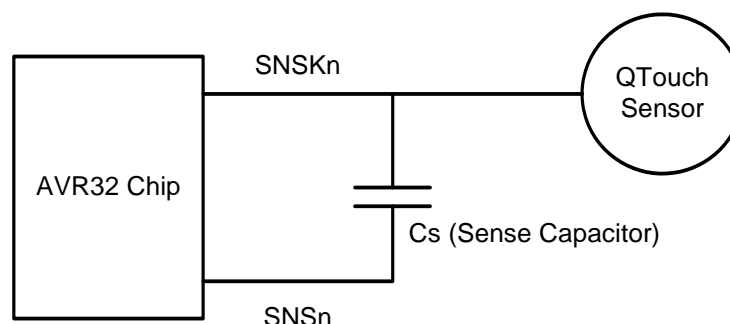 SNSKn
QTouch
Sensor
AVR32 Chip
Cs (Sense Capacitor)
SNSn